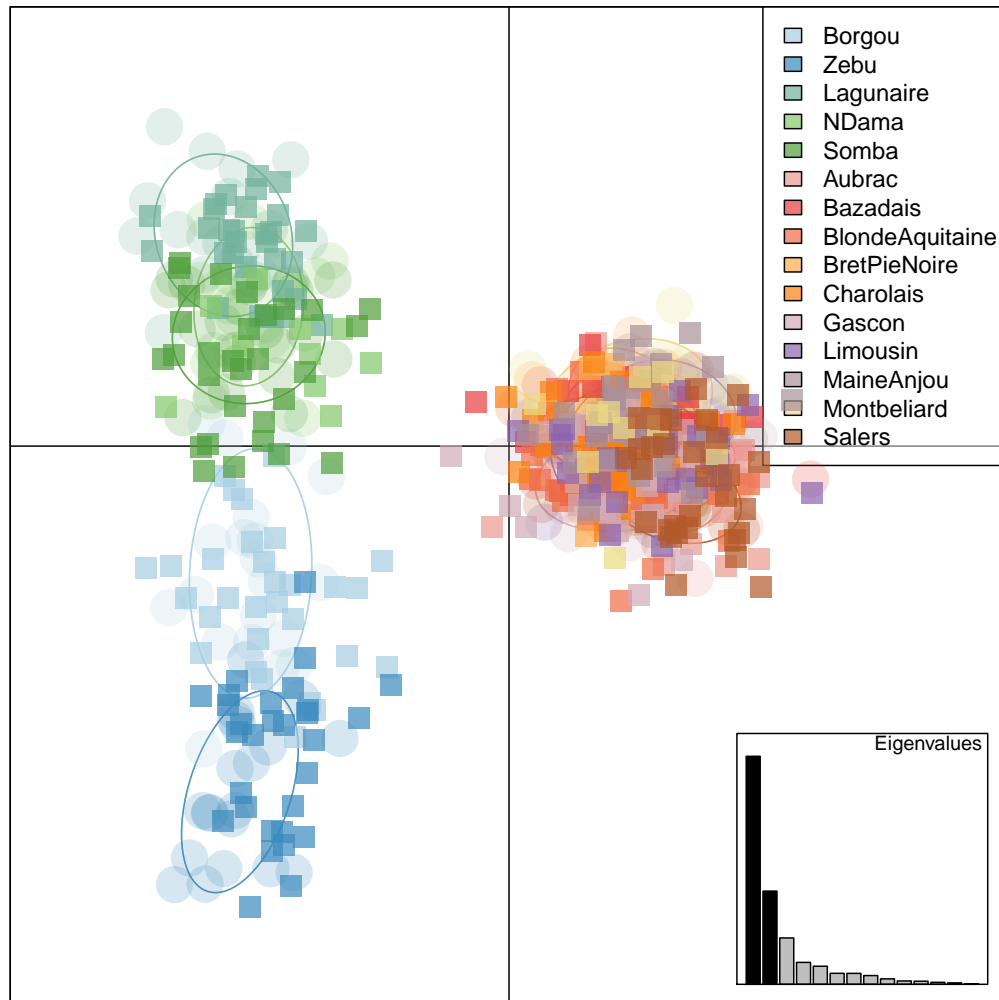 Borgou
Zebu
Lagunaire
NDama
Somba
Aubrac
Bazadais
BlondeAquitaine
BretPieNoire
Charolais
Gascon
Limousin
MaineAnjou
Montbeliard
Salers
Eigenvalues